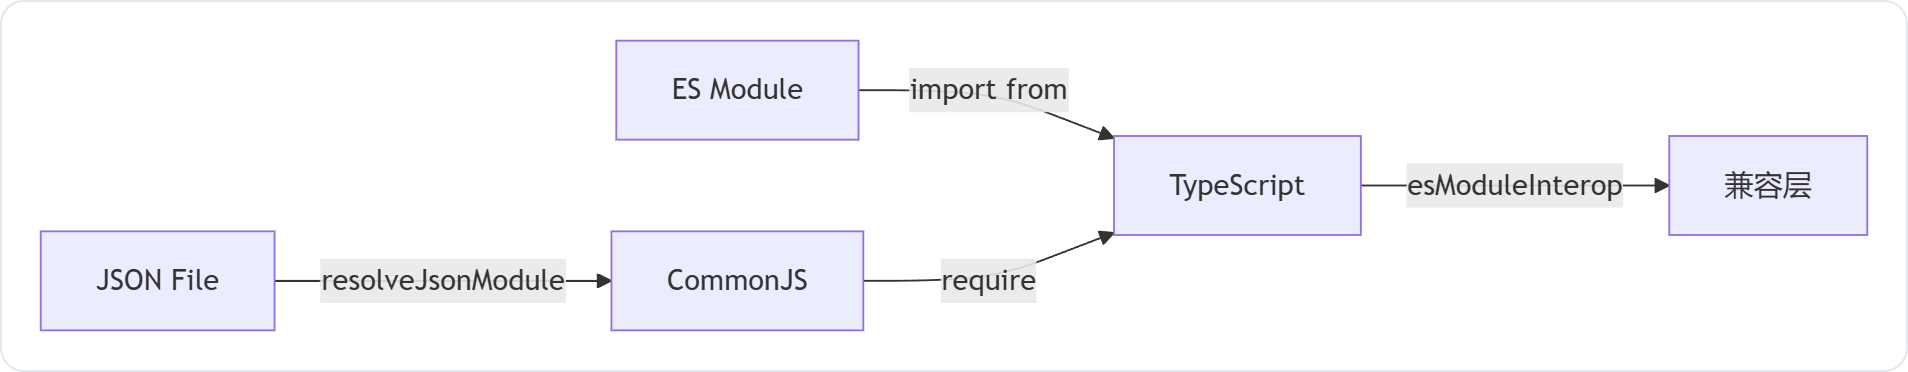 ES Module
import from
TypeScript
esModuleInterop
兼容层
JSON File
resolveJsonModule
CommonJS
require